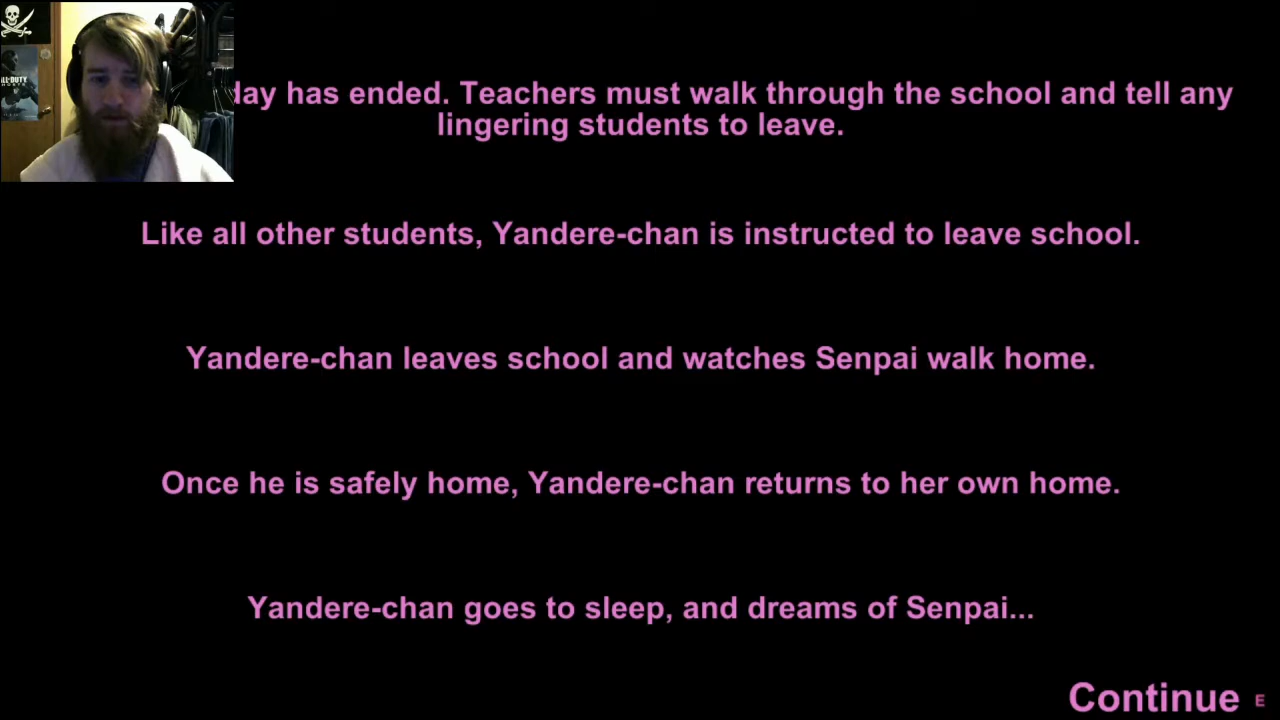 day has ended. Teachers must walk through the school and tell any
lingering students to leave.
Like all other students, Yandere-chan is instructed to leave school.
Yandere-chan leaves school and watches Senpai walk home.
Once he is safely home, Yandere-chan returns to her own home.
Yandere-chan goes to sleep, and dreams of Senpai...
Continue E